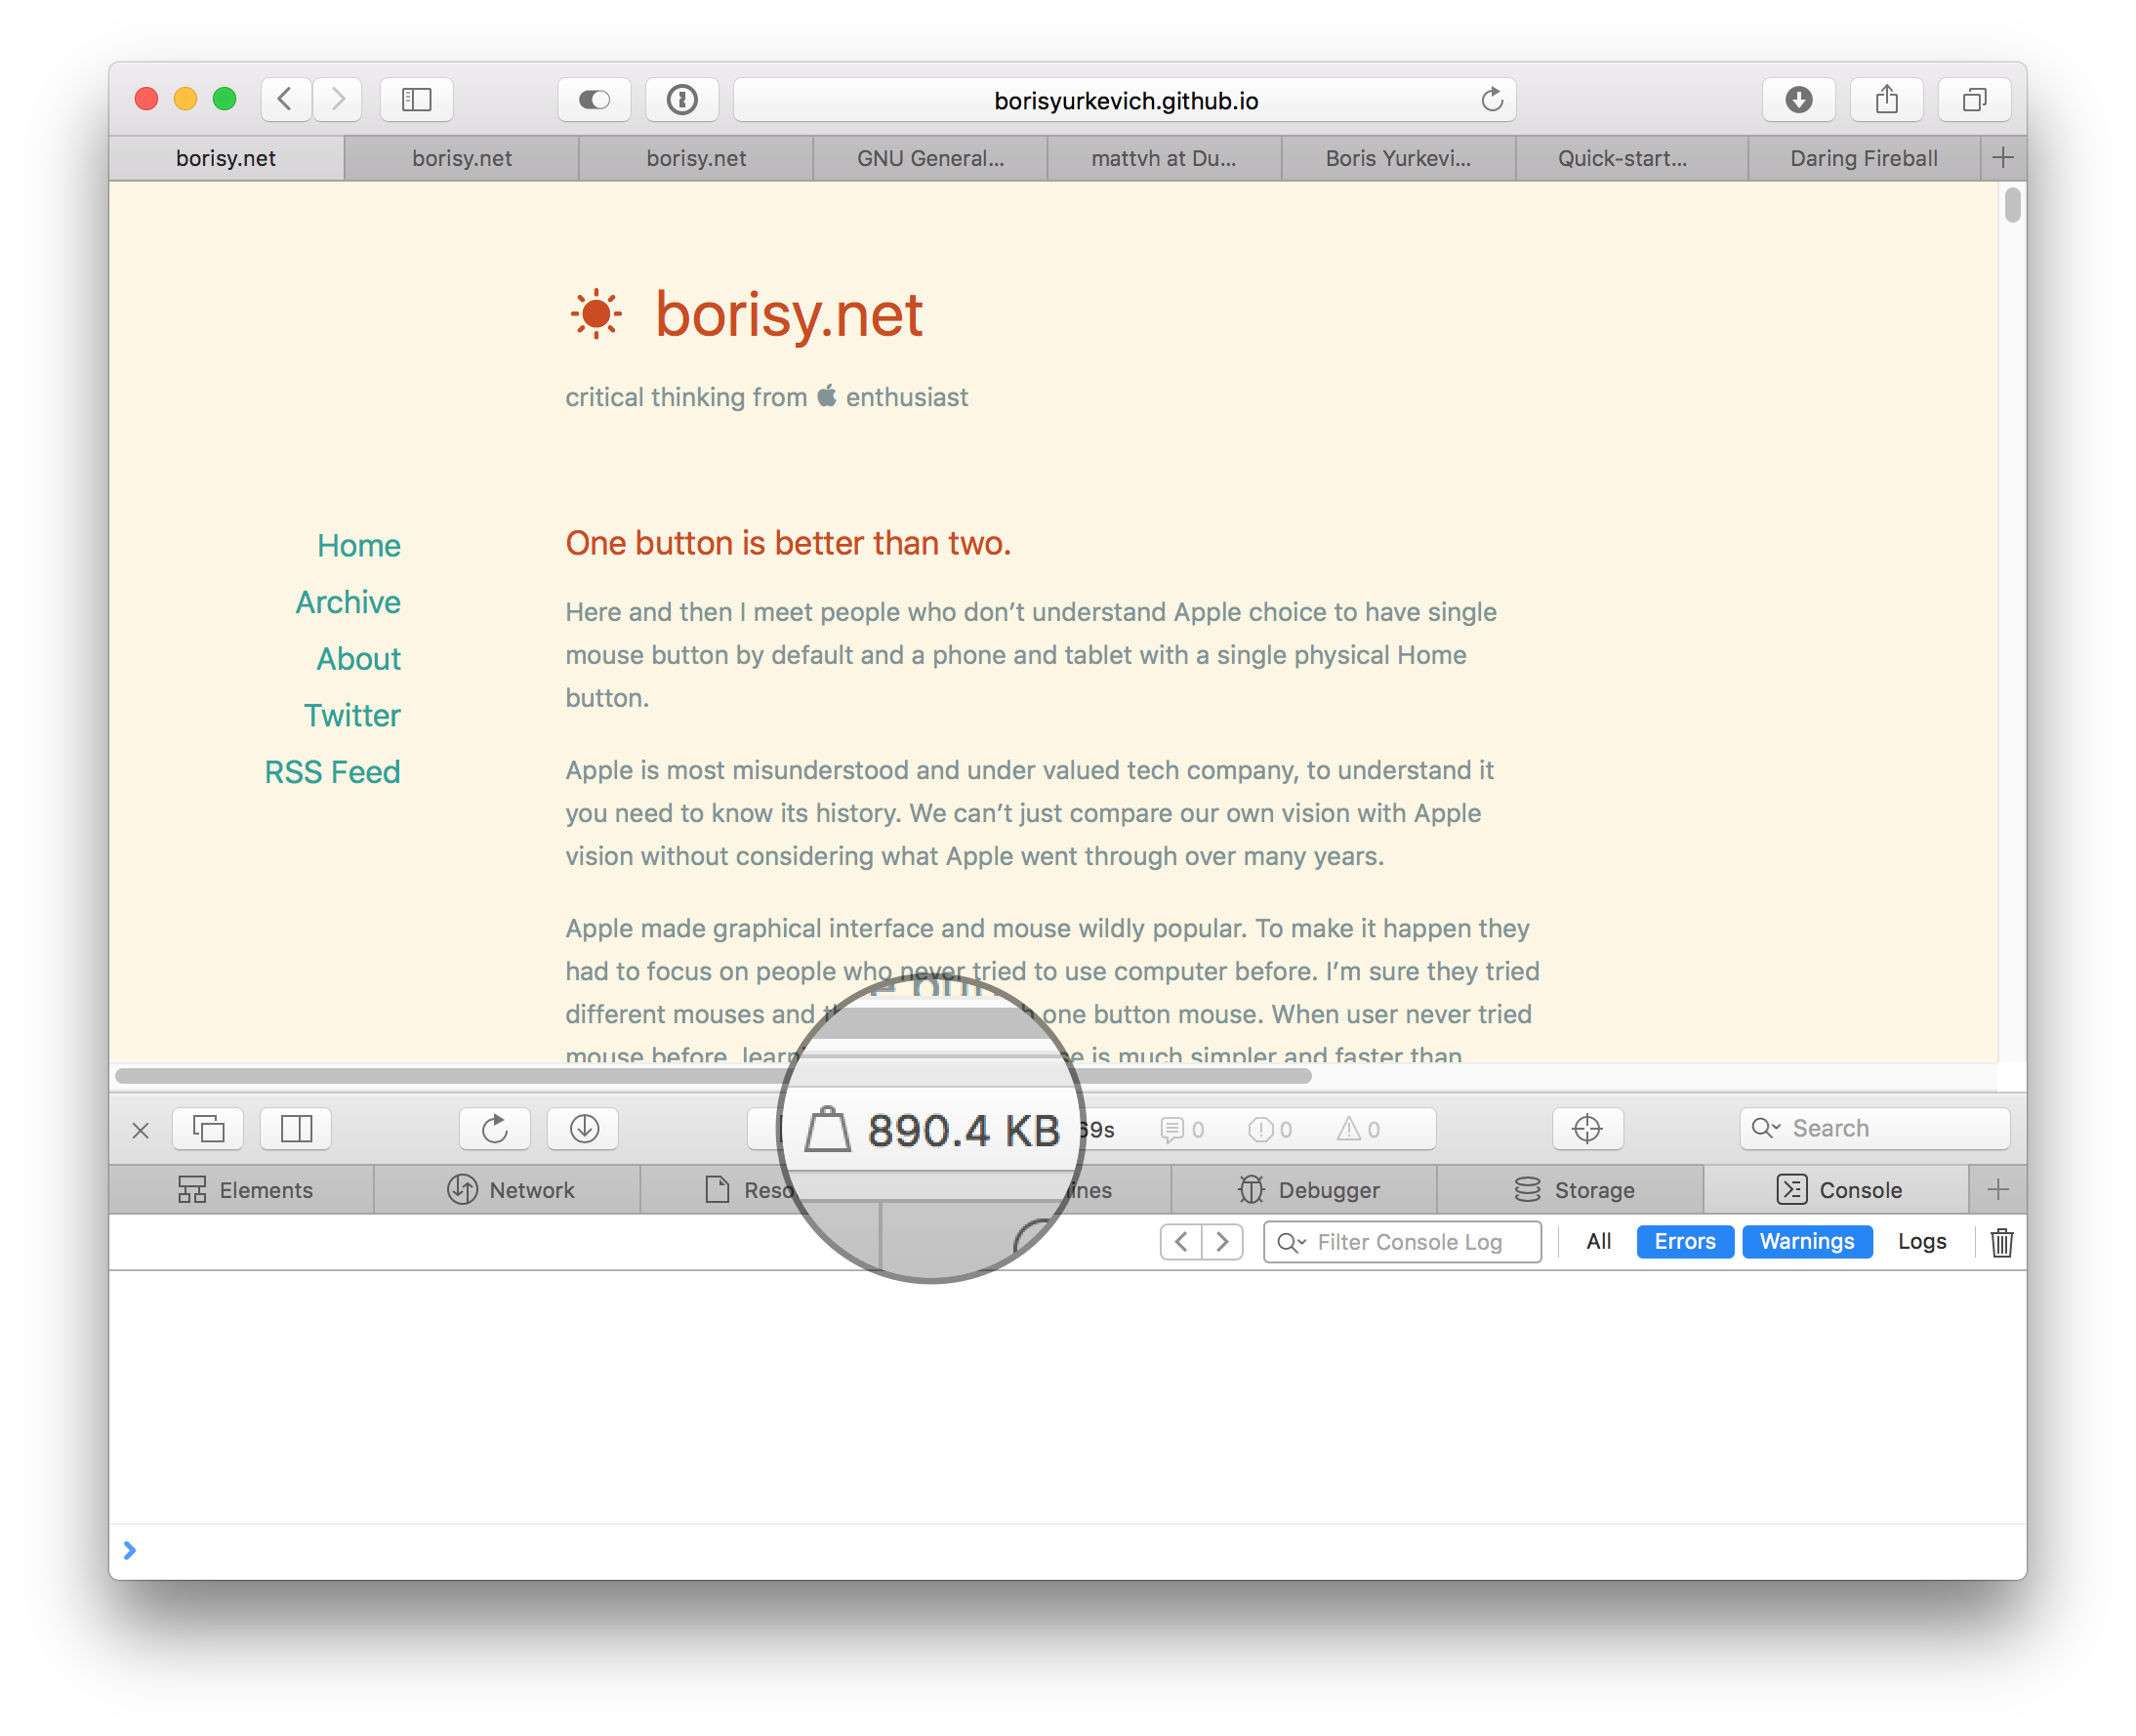 borisyurkevich.github.io
borisy.net borisy.net borisy.net GNU General... mattvh at Du... Boris Yurkevi... Quick-start... Daring Fireball
borisy.net
critical thinking from  enthusiast
Home
Archive
About
Twitter
RSS Feed
One button is better than two.
Here and then I meet people who don’t understand Apple choice to have single
mouse button by default and a phone and tablet with a single physical Home
button.
Apple is most misunderstood and under valued tech company, to understand it
you need to know its history. We can’t just compare our own vision with Apple
vision without considering what Apple went through over many years.
Apple made graphical interface and mouse wildly popular. To make it happen they
had to focus on people who never tried to use computer before. I’m sure they tried
different mouses and one button mouse. When user never tried
mouse before, is much simpler and faster than
890.4 KB 69s 0 0 0 Search
Elements Network Reso ines Debugger Storage Console
Filter Console Log All Errors Warnings Logs